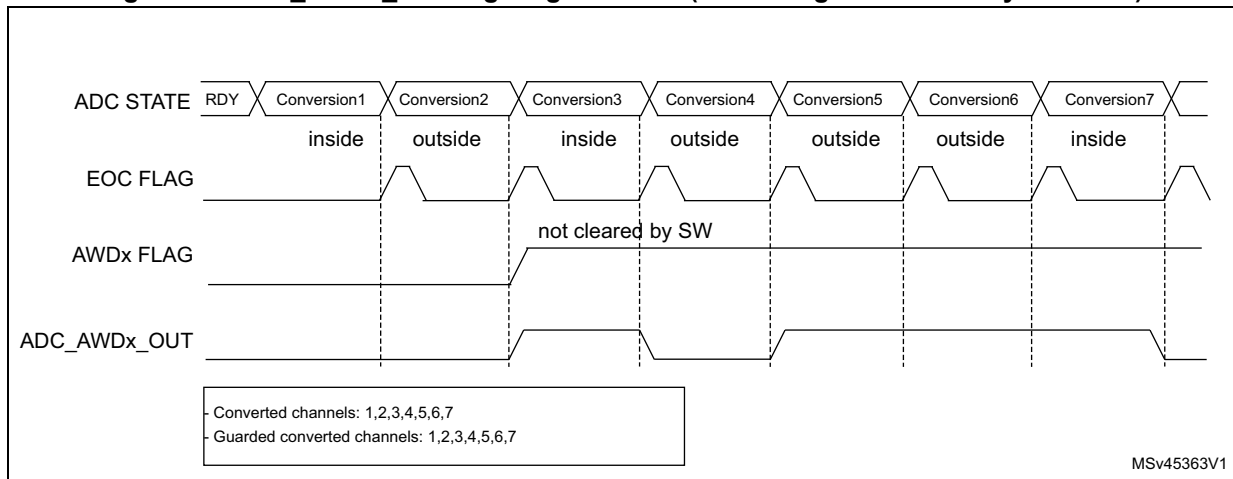 ADC STATE RDY Conversion1 Conversion2 Conversion3 Conversion4 Conversion5 Conversion6 Conversion7
inside outside inside outside outside outside inside
EOC FLAG
not cleared by SW
AWDx FLAG
ADC_AWDx_OUT
- Converted channels: 1,2,3,4,5,6,7
- Guarded converted channels: 1,2,3,4,5,6,7
MSv45363V1